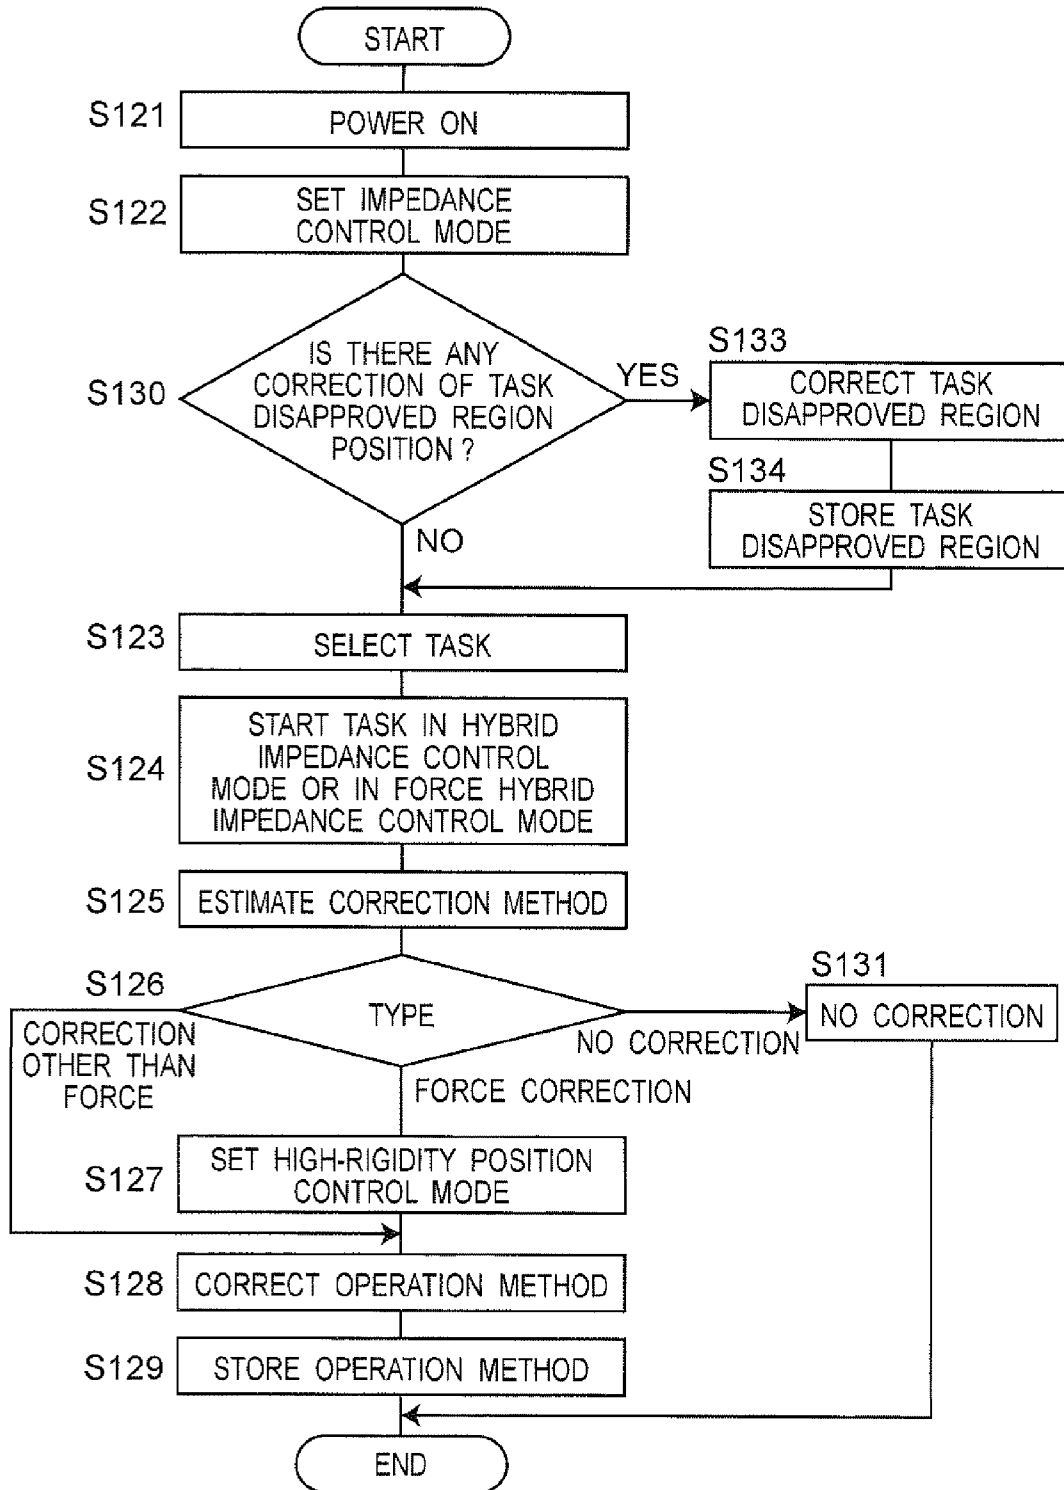 START
S121
POWER ON
S122
SET IMPEDANCE
CONTROL MODE
S130
IS THERE ANY
CORRECTION OF TASK
DISAPPROVED REGION
POSITION ?
YES
S133
CORRECT TASK
DISAPPROVED REGION
S134
STORE TASK
DISAPPROVED REGION
NO
S123
SELECT TASK
S124
START TASK IN HYBRID
IMPEDANCE CONTROL
MODE OR IN FORCE HYBRID
IMPEDANCE CONTROL MODE
S125
ESTIMATE CORRECTION METHOD
S126
TYPE
CORRECTION
OTHER THAN
FORCE
NO CORRECTION
S131
NO CORRECTION
FORCE CORRECTION
S127
SET HIGH-RIGIDITY POSITION
CONTROL MODE
S128
CORRECT OPERATION METHOD
S129
STORE OPERATION METHOD
END